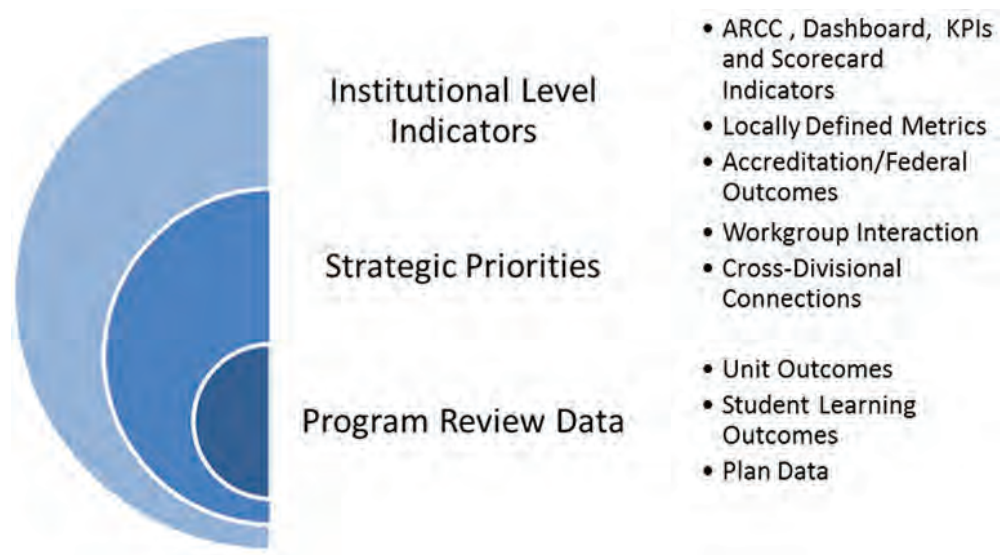 Institutional Level
Indicators
• ARCC , Dashboard, KPIs
and Scorecard
Indicators
• Locally Defined Metrics
• Accreditation/Federal
Outcomes
Strategic Priorities
• Workgroup Interaction
• Cross-Divisional
Connections
Program Review Data
• Unit Outcomes
• Student Learning
Outcomes
• Plan Data